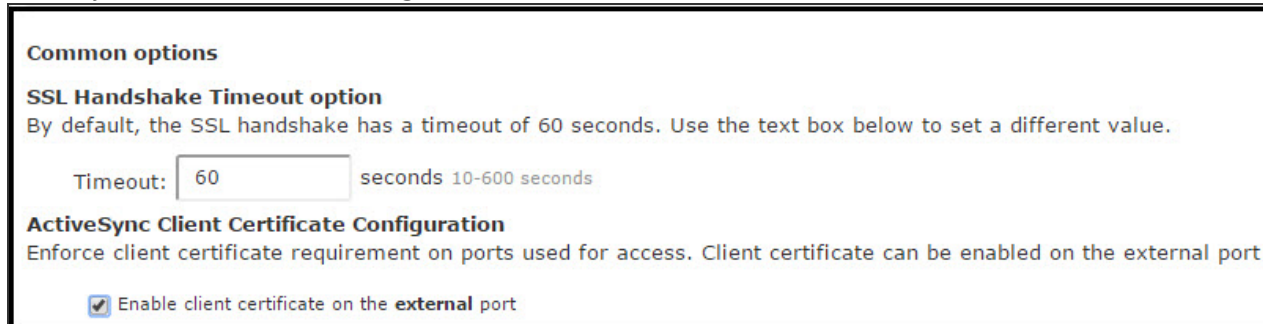 Common options
SSL Handshake Timeout option
By default, the SSL handshake has a timeout of 60 seconds. Use the text box below to set a different value.
Timeout: 60 seconds 10-600 seconds
ActiveSync Client Certificate Configuration
Enforce client certificate requirement on ports used for access. Client certificate can be enabled on the external port
Enable client certificate on the external port